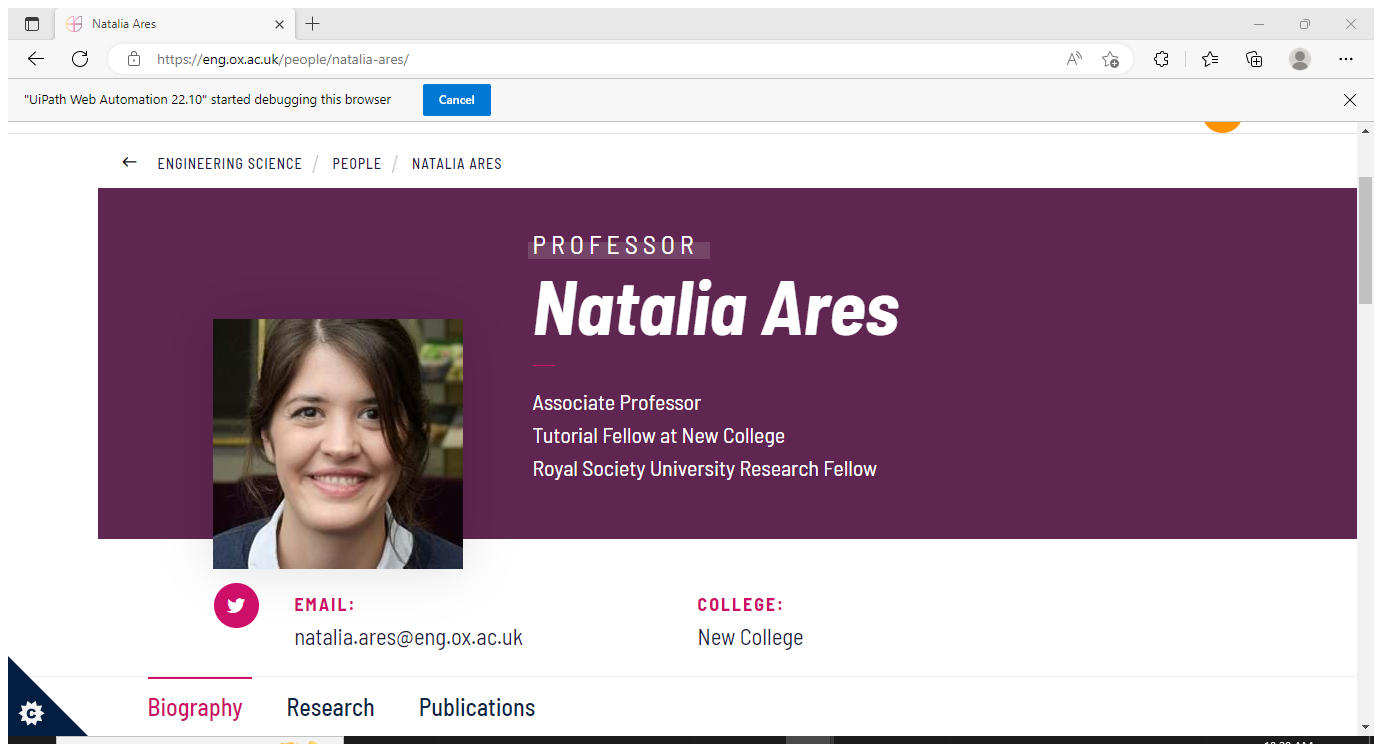 Natalia Ares
https://eng.ox.ac.uk/people/natalia-ares/
"UiPath Web Automation 22.10" started debugging this browser
Cancel
ENGINEERING SCIENCE / PEOPLE / NATALIA ARES
PROFESSOR
Natalia Ares
Associate Professor
Tutorial Fellow at New College
Royal Society University Research Fellow
EMAIL:
natalia.ares@eng.ox.ac.uk
COLLEGE:
New College
Biography Research Publications